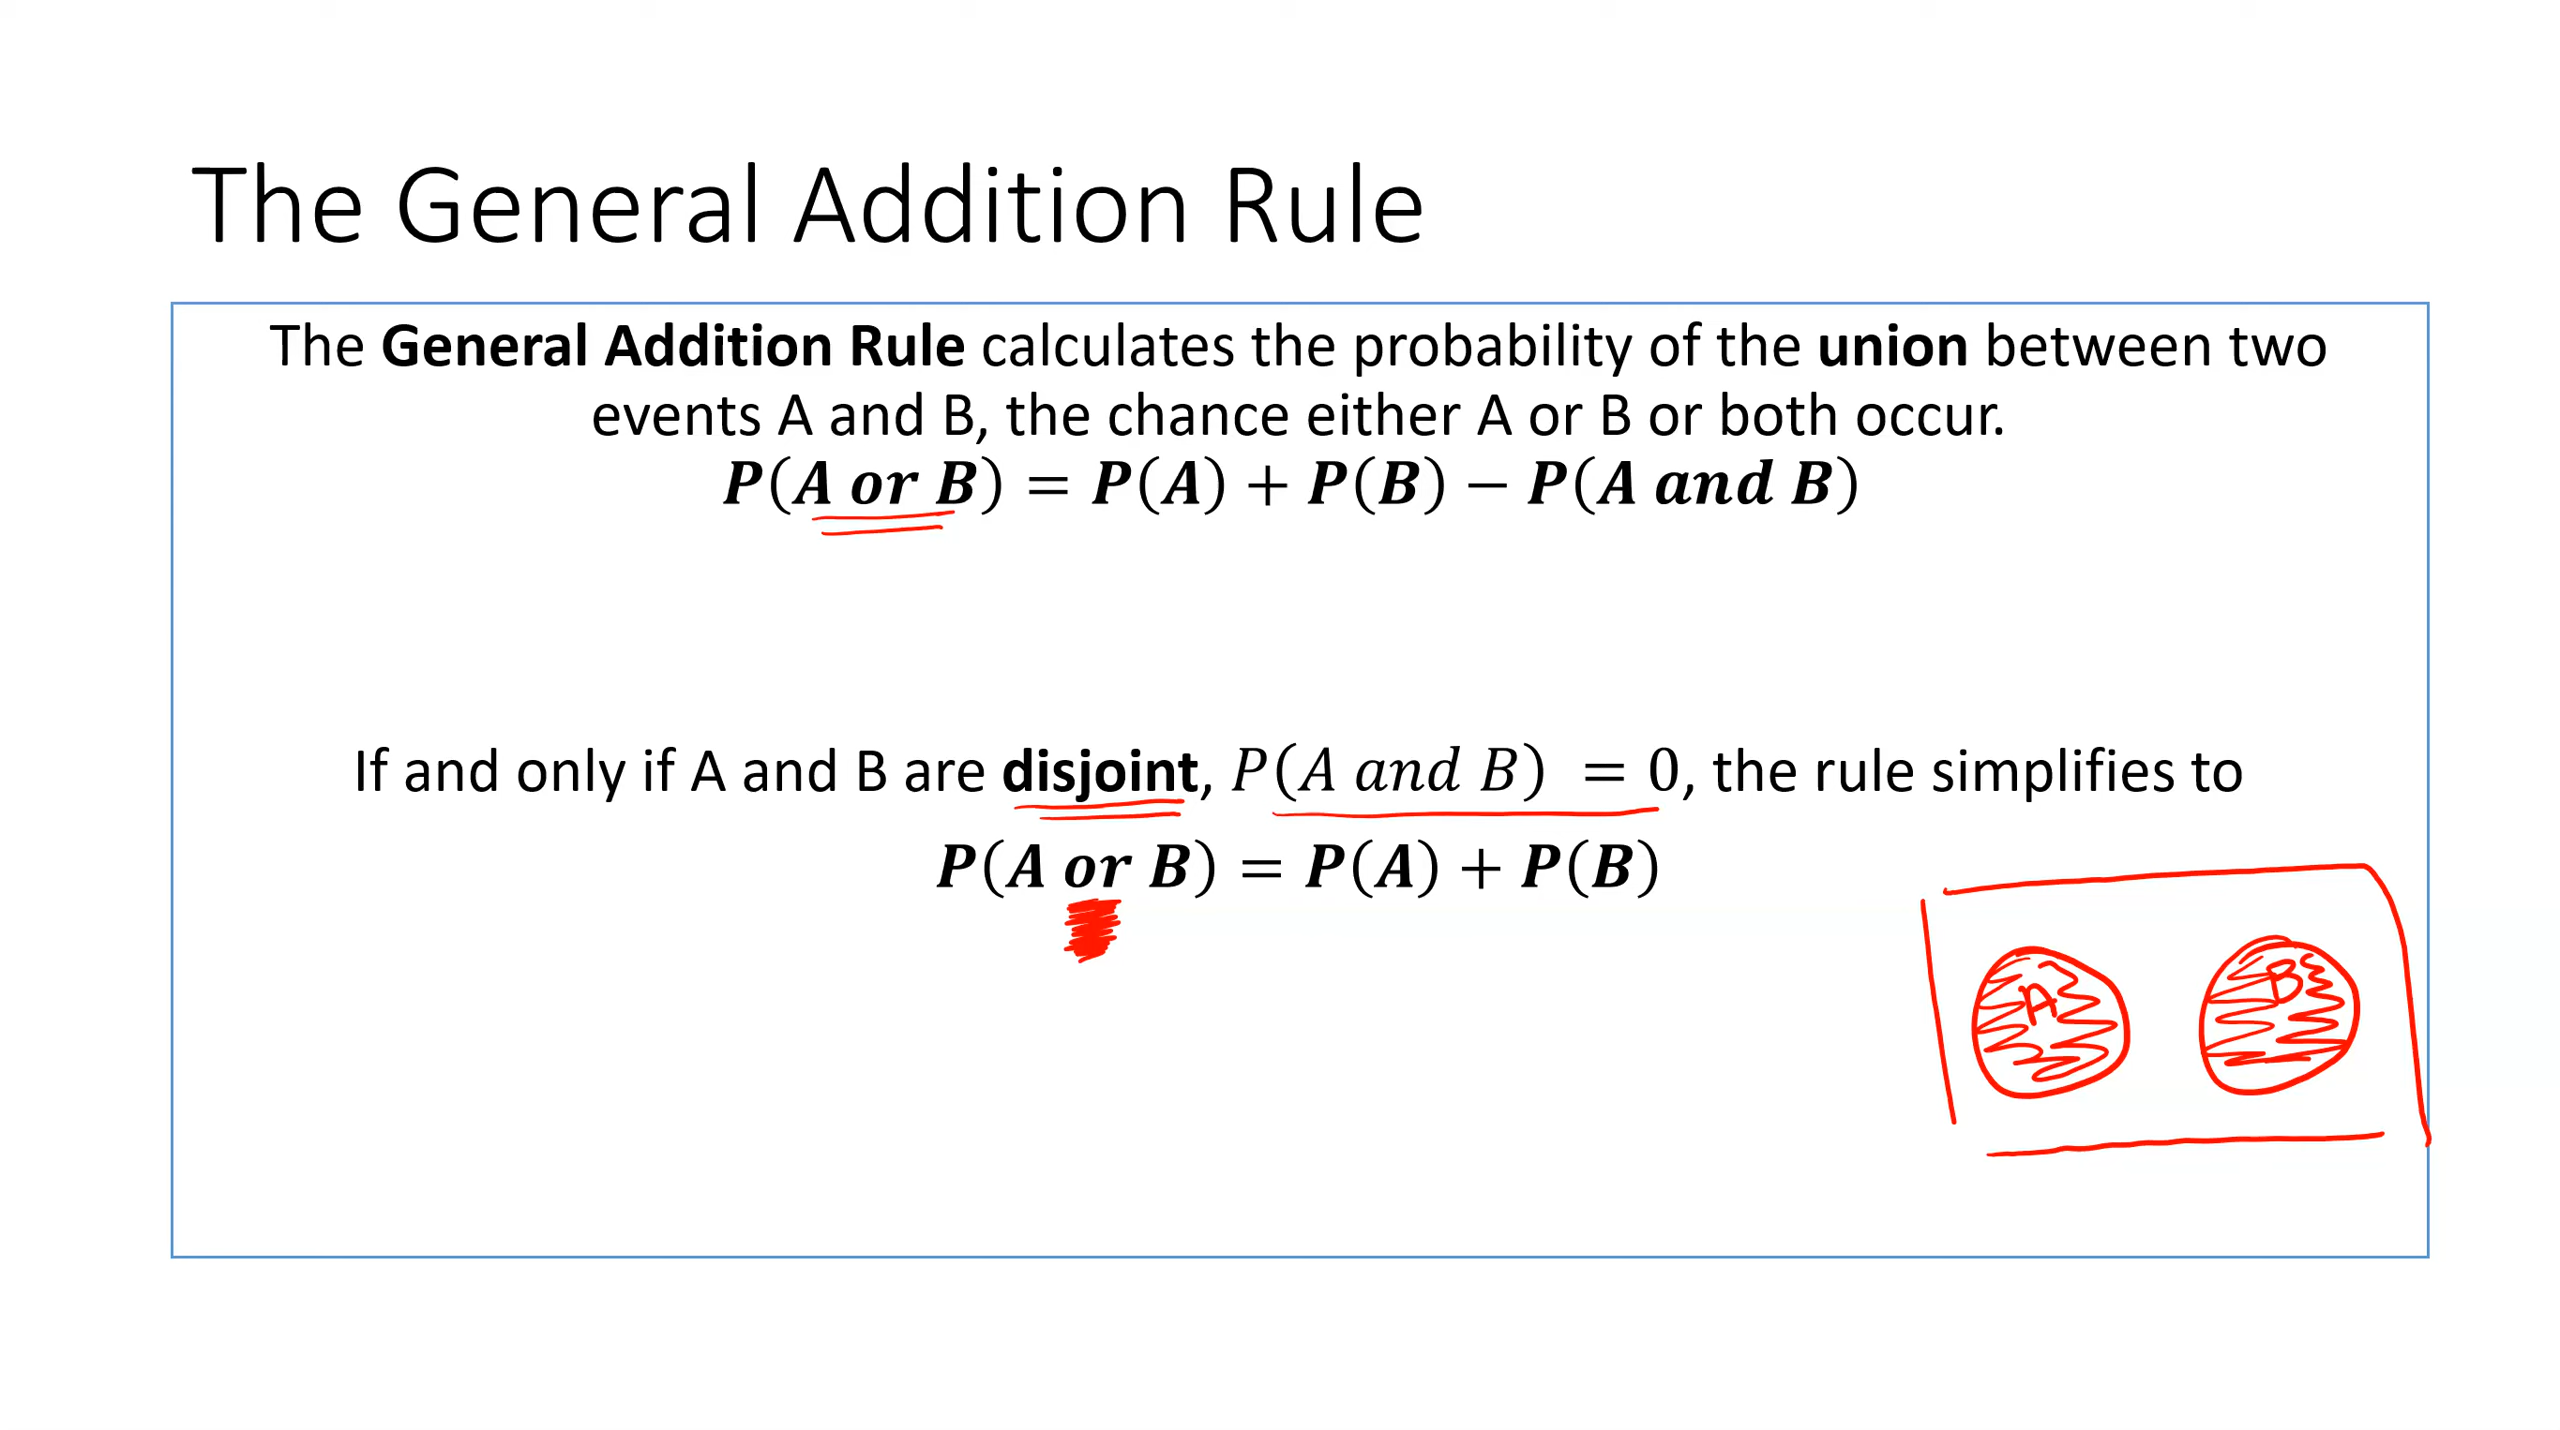 The General Addition Rule
The General Addition Rule calculates the probability of the union between two
events A and B, the chance either A or B or both occur.
P(A or B) = P(A) + P(B) − P(A and B)
If and only if A and B are disjoint, P(A and B) = 0, the rule simplifies to
P(A or B) = P(A) + P(B)
A B